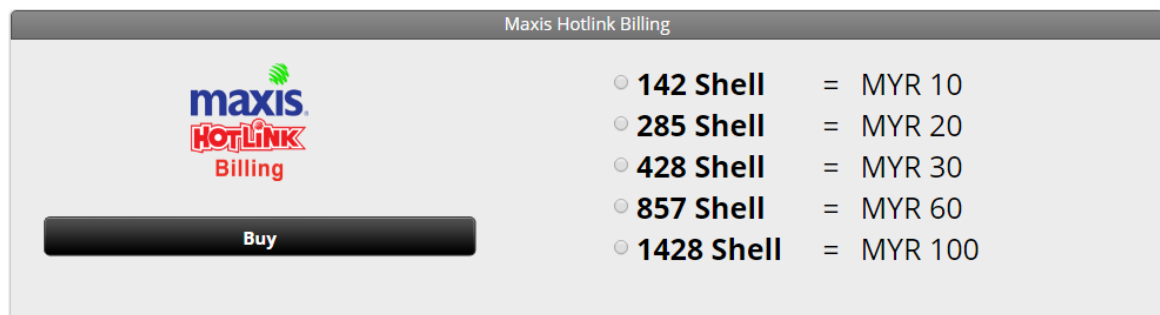 Maxis Hotlink Billing
maxis.
HOTLINK
Billing
Buy
142 Shell = MYR 10
285 Shell = MYR 20
428 Shell = MYR 30
857 Shell = MYR 60
1428 Shell = MYR 100